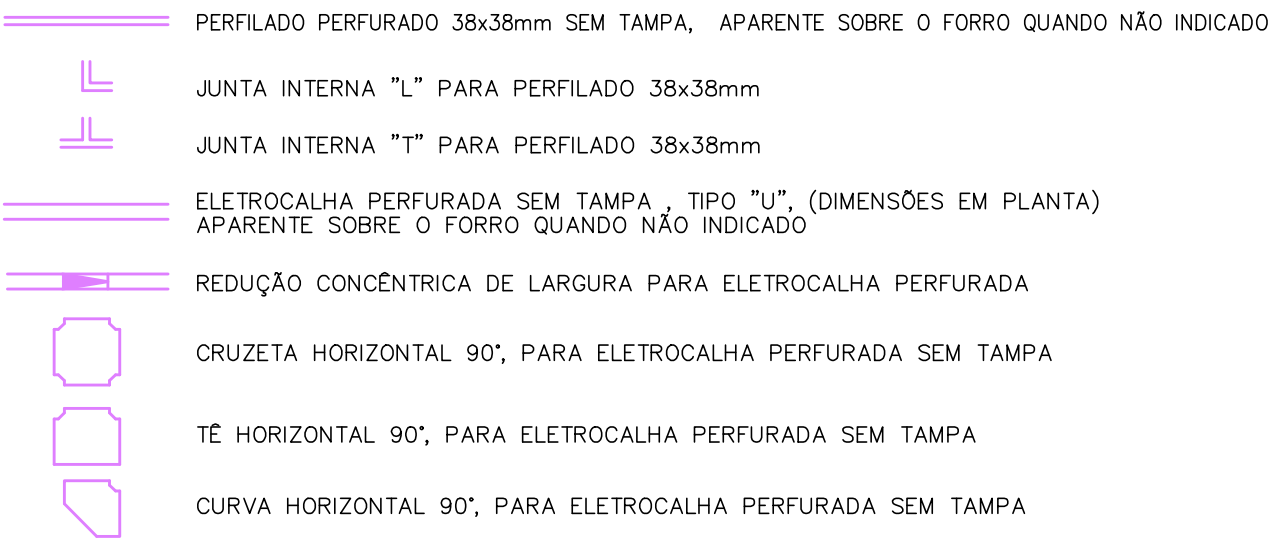 PERFILADO PERFURADO 38x38mm SEM TAMPA, APARENTE SOBRE O FORRO QUANDO NÃO INDICADO
JUNTA INTERNA "L" PARA PERFILADO 38x38mm
JUNTA INTERNA "T" PARA PERFILADO 38x38mm
ELETROCALHA PERFURADA SEM TAMPA , TIPO "U", (DIMENSÕES EM PLANTA)
APARENTE SOBRE O FORRO QUANDO NÃO INDICADO
REDUÇÃO CONCÊNTRICA DE LARGURA PARA ELETROCALHA PERFURADA
CRUZETA HORIZONTAL 90°, PARA ELETROCALHA PERFURADA SEM TAMPA
TÊ HORIZONTAL 90°, PARA ELETROCALHA PERFURADA SEM TAMPA
CURVA HORIZONTAL 90°, PARA ELETROCALHA PERFURADA SEM TAMPA